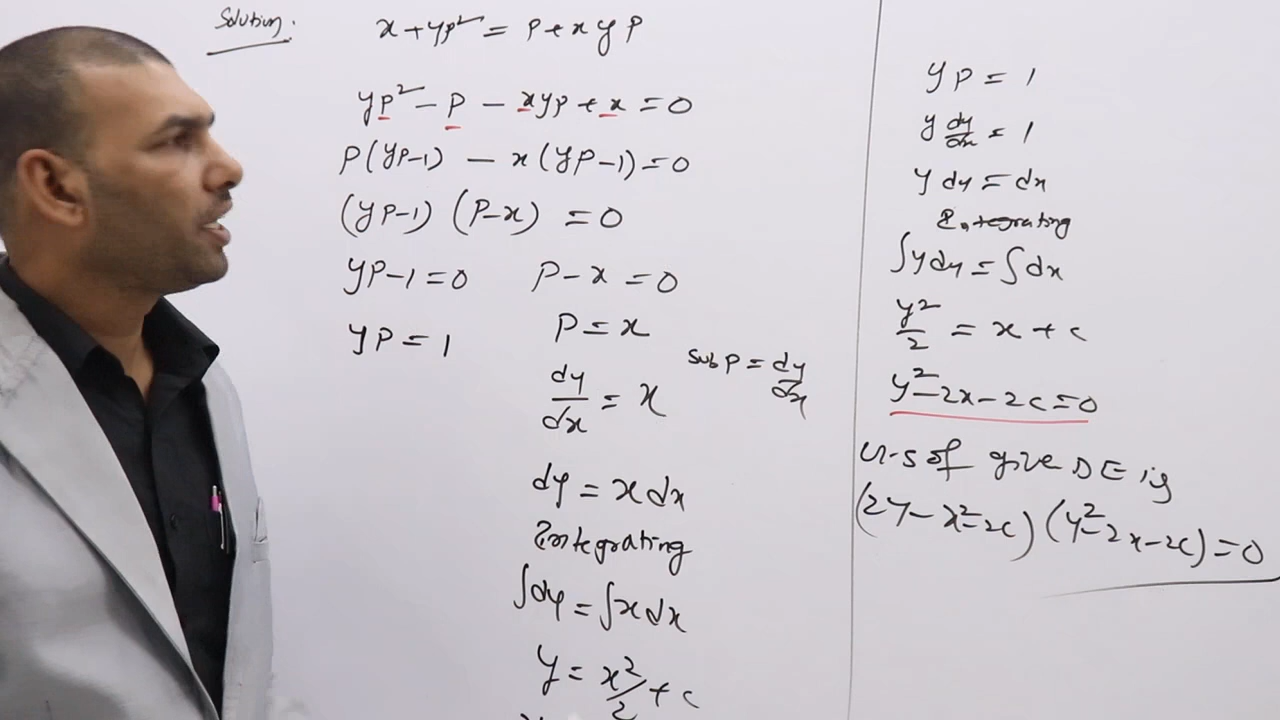 Solution:
x + yp² = p + x y p
yp² - p - xyp + x = 0
p(yp-1) - x(yp-1) = 0
(yp-1) (p-x) = 0
yp-1=0 p-x=0
yp=1 p=x
sub p = dy/dx
dy/dx = x
dy = x dx
Integrating
∫dy = ∫x dx
y = x²/2 + c
yp = 1
y dy/dx = 1
y dy = dx
Integrating
∫y dy = ∫dx
y²/2 = x + c
y²-2x-2c=0
G.S of give DE is
(2y-x²-2c) (y²-2x-2c) = 0